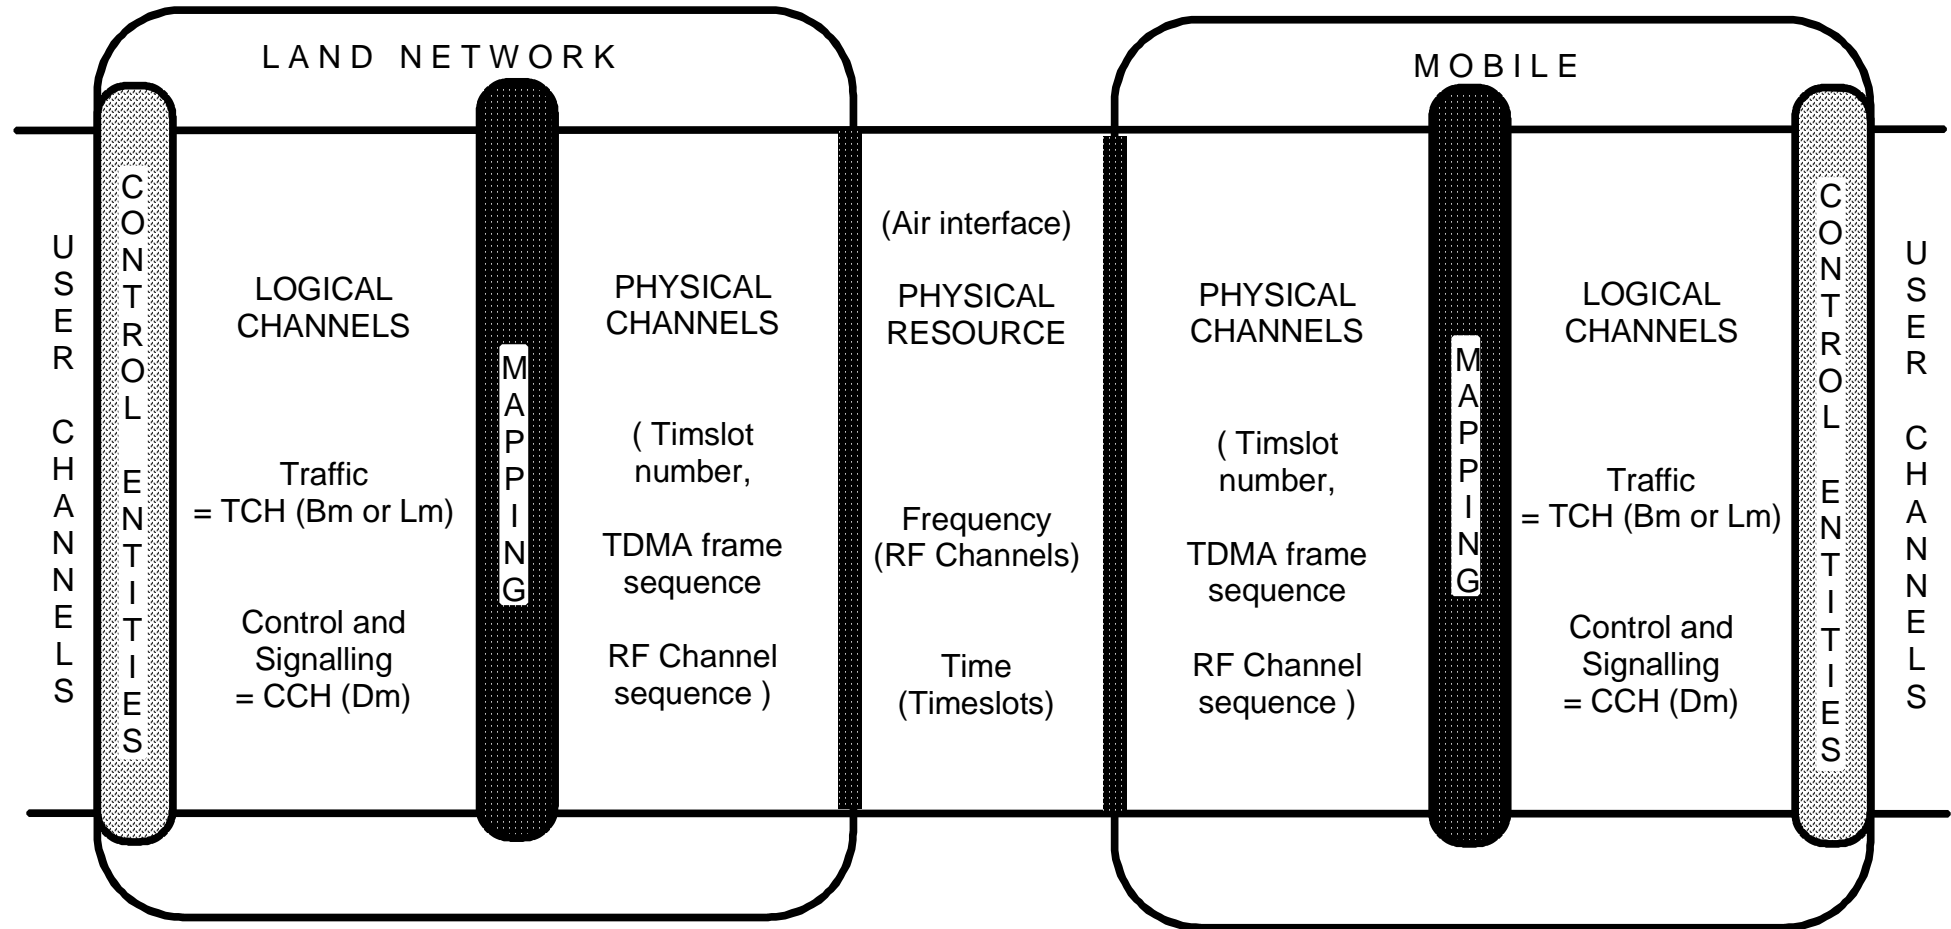 LAND NETWORK
MOBILE
USER CHANNELS
CONTROL ENTITIES
LOGICAL
CHANNELS
Traffic
= TCH (Bm or Lm)
Control and
Signalling
= CCH (Dm)
MAPPING
PHYSICAL
CHANNELS
( Timslot
number,
TDMA frame
sequence
RF Channel
sequence )
(Air interface)
PHYSICAL
RESOURCE
Frequency
(RF Channels)
Time
(Timeslots)
PHYSICAL
CHANNELS
( Timslot
number,
TDMA frame
sequence
RF Channel
sequence )
MAPPING
LOGICAL
CHANNELS
Traffic
= TCH (Bm or Lm)
Control and
Signalling
= CCH (Dm)
CONTROL ENTITIES
USER CHANNELS